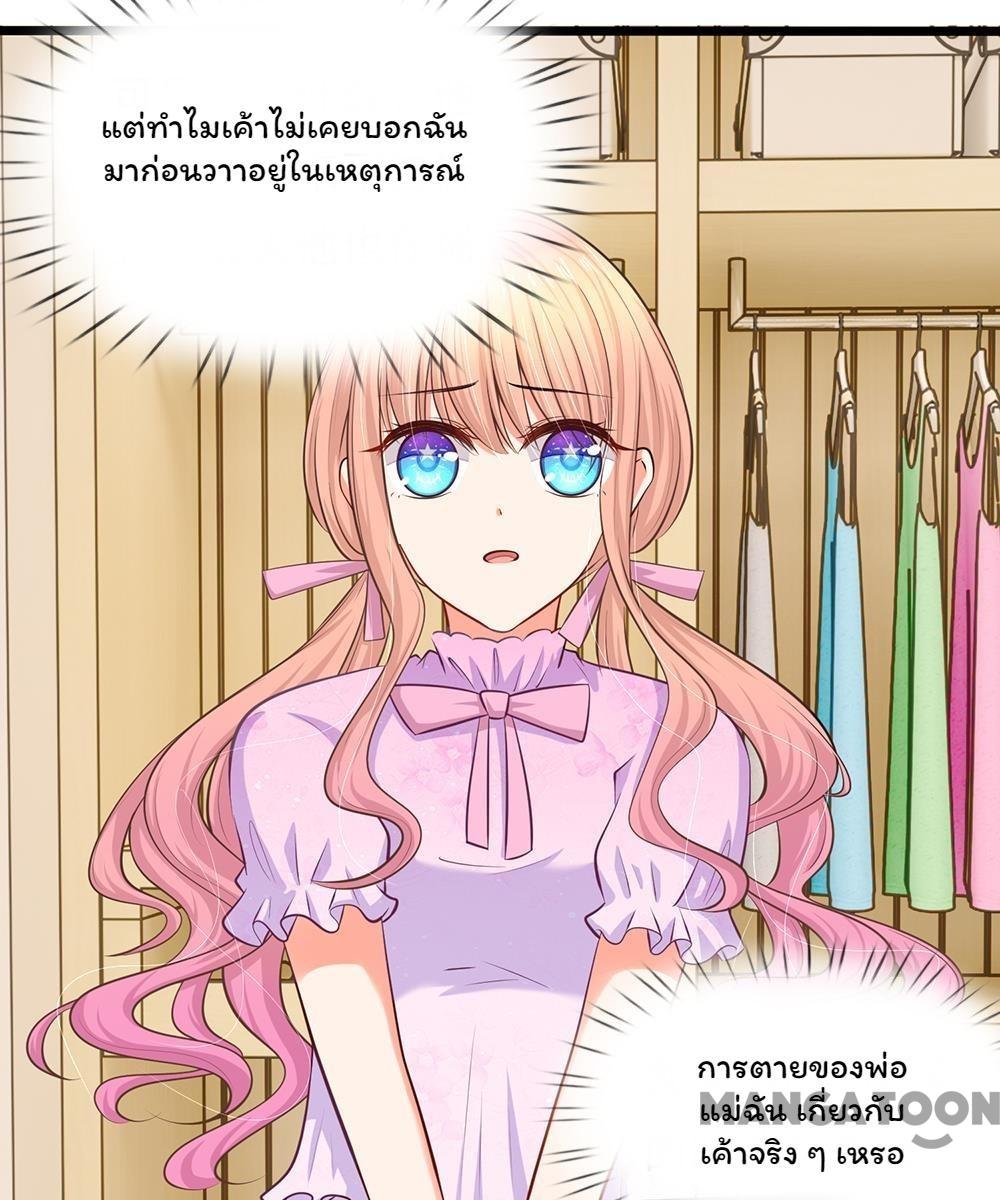 แต่ทำไมเค้าไม่เคยบอกฉัน
มาก่อนวาาอยู่ในเหตุการณ์
การตายของพ่อ
แม่ฉัน เกี่ยวกับ
MANGATOON
เค้าจริง ๆ เหรอ